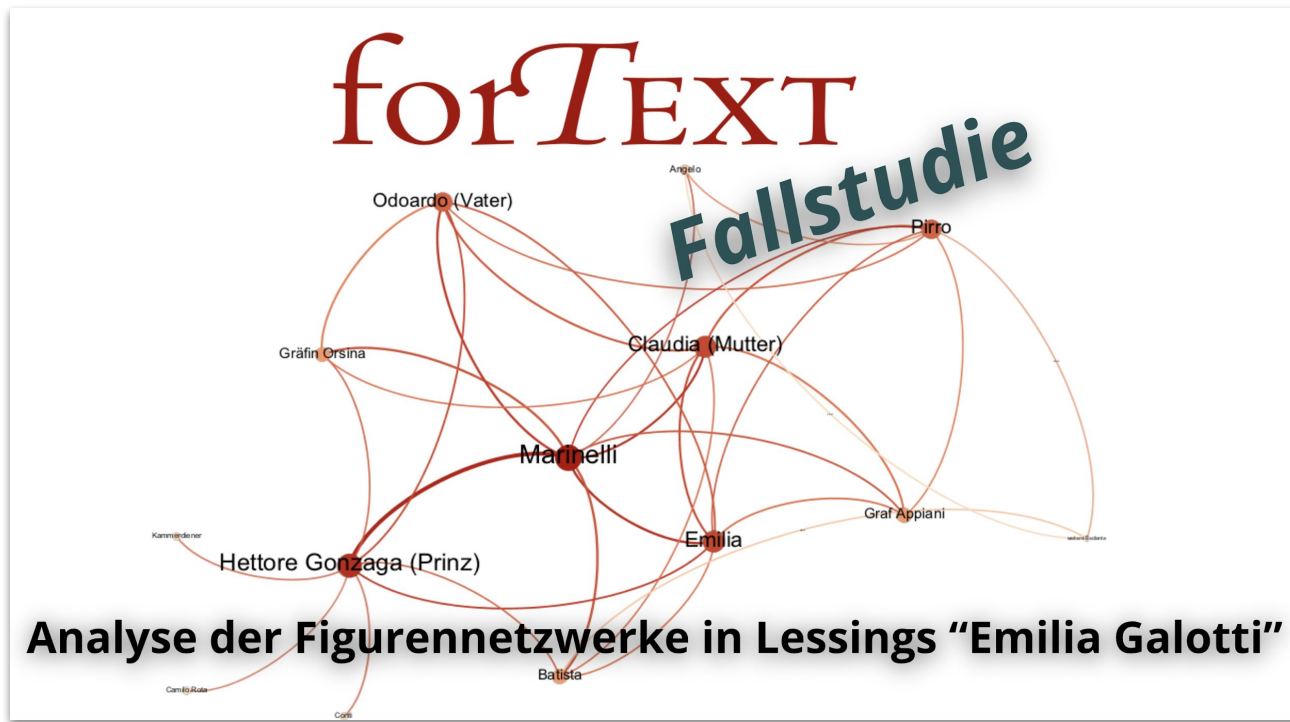 forTEXT
Fallstudie
Angelo
Odoardo (Vater)
Pirro
Claudia (Mutter)
Gräfin Orsina
Marinelli
Graf Appiani
Emilia
Kammerdiener
Hettore Gonzaga (Prinz)
Analyse der Figurennetzwerke in Lessings “Emilia Galotti”
Batista
Camilo Rota
Conti